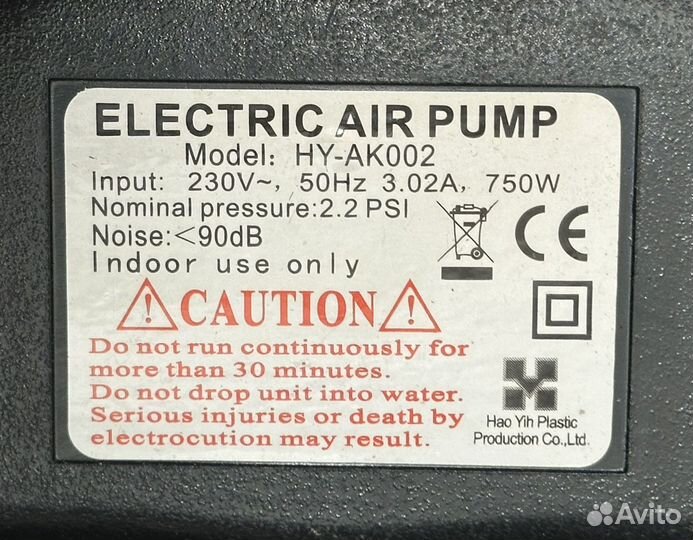 ELECTRIC AIR PUMP
Model: HY-AK002
Input: 230V~, 50Hz 3.02A, 750W
Nominal pressure:2.2 PSI
Noise:<90dB
Indoor use only
CE
! CAUTION !
Do not run continuously for
more than 30 minutes.
Do not drop unit into water.
Serious injuries or death by
electrocution may result.
Hao Yih Plastic
Production Co.,Ltd.
Avito